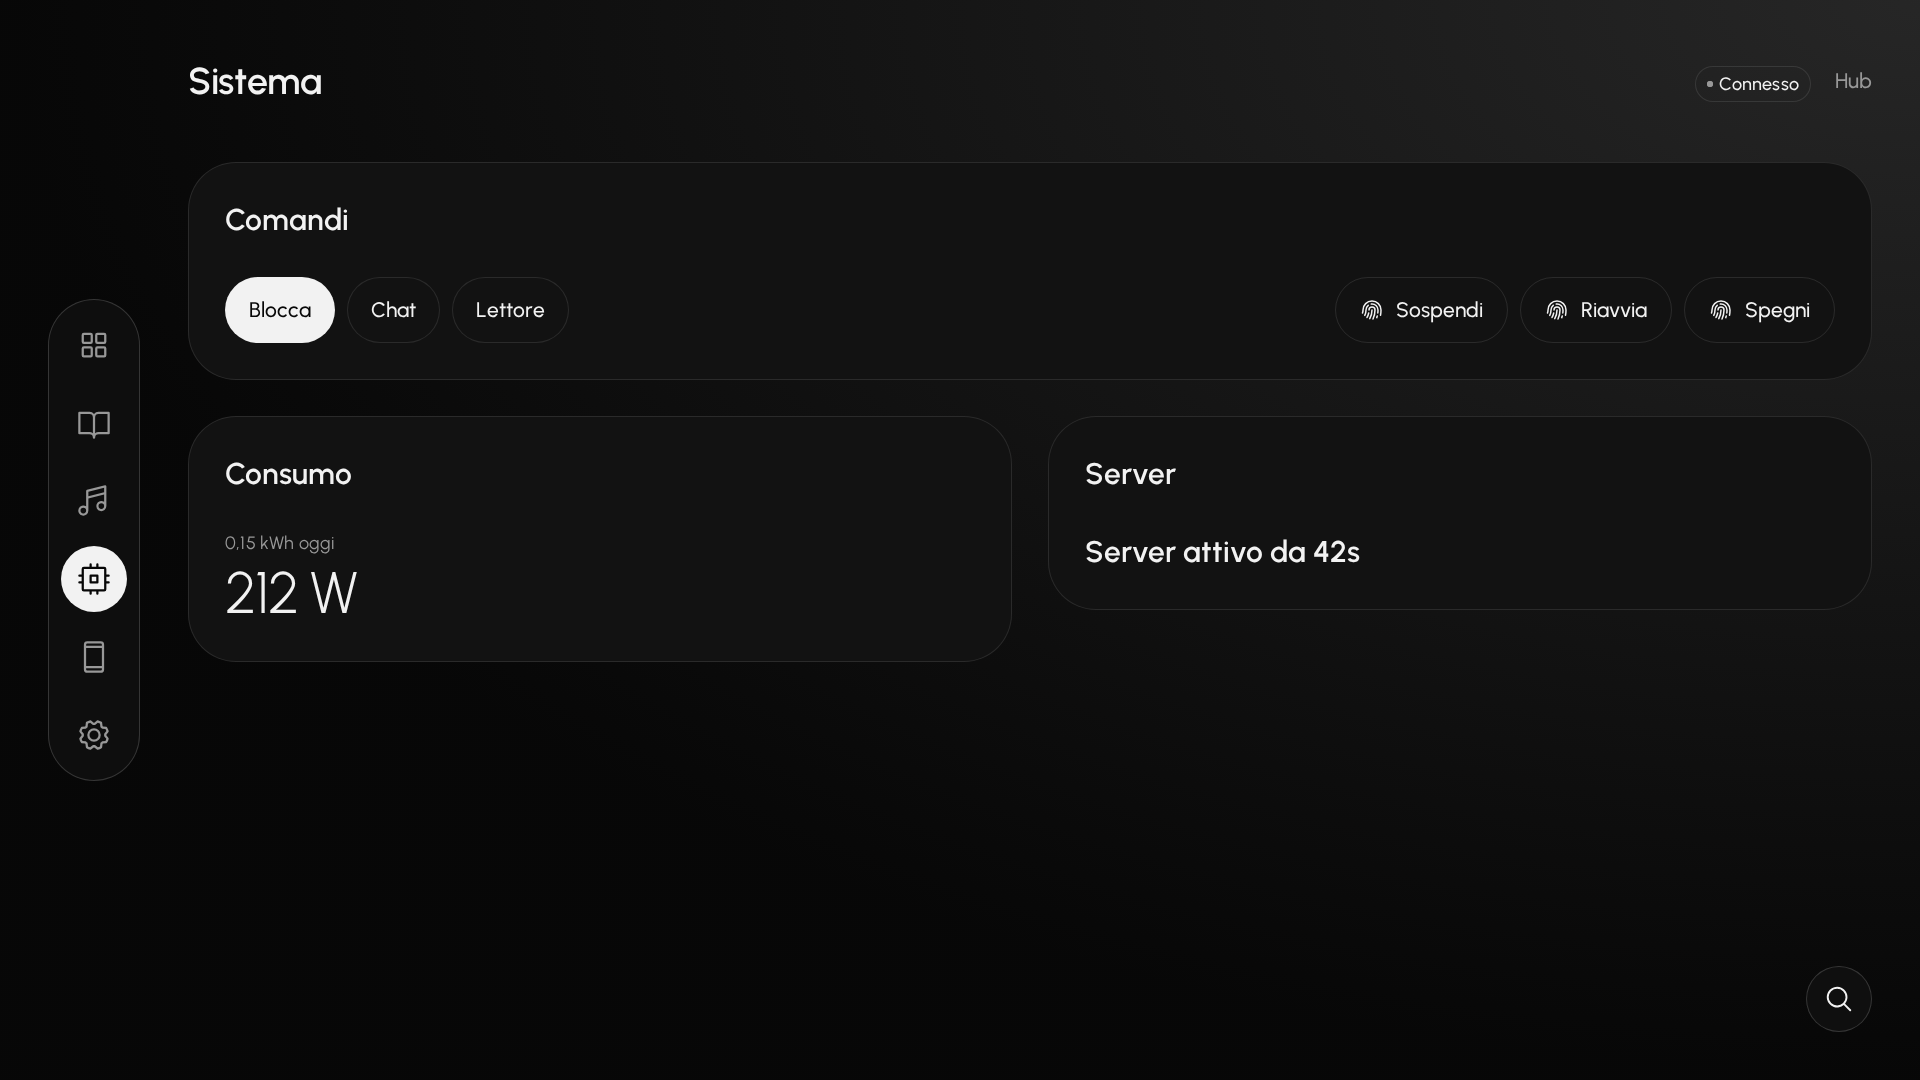 Sistema
Connesso
Hub
Comandi
Blocca
Chat
Lettore
Sospendi
Riavvia
Spegni
Consumo
0,15 kWh oggi
212 W
Server
Server attivo da 42s